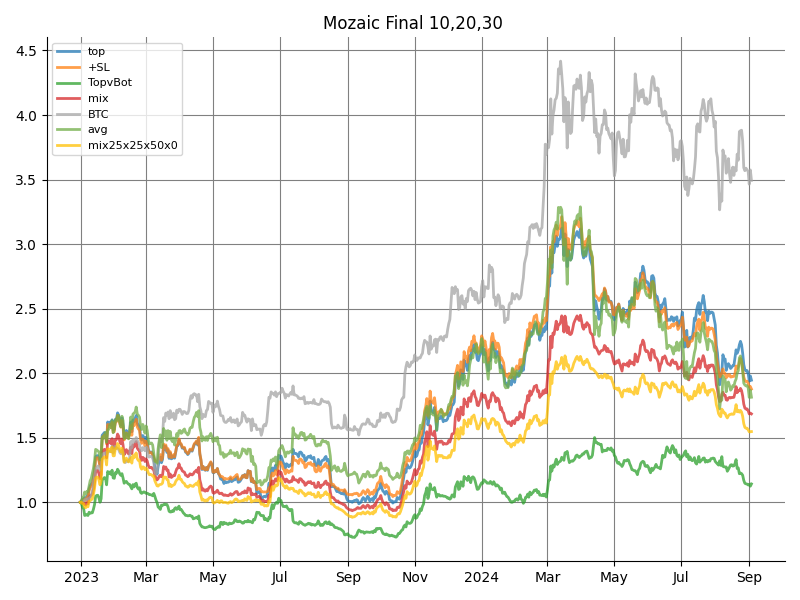 Mozaic Final 10,20,30
4.5
4.0
3.5
3.0
2.5
2.0
1.5
1.0
top
+SL
TopvBot
mix
BTC
avg
mix25x25x50x0
2023
Mar
May
Jul
Sep
Nov
2024
Mar
May
Jul
Sep